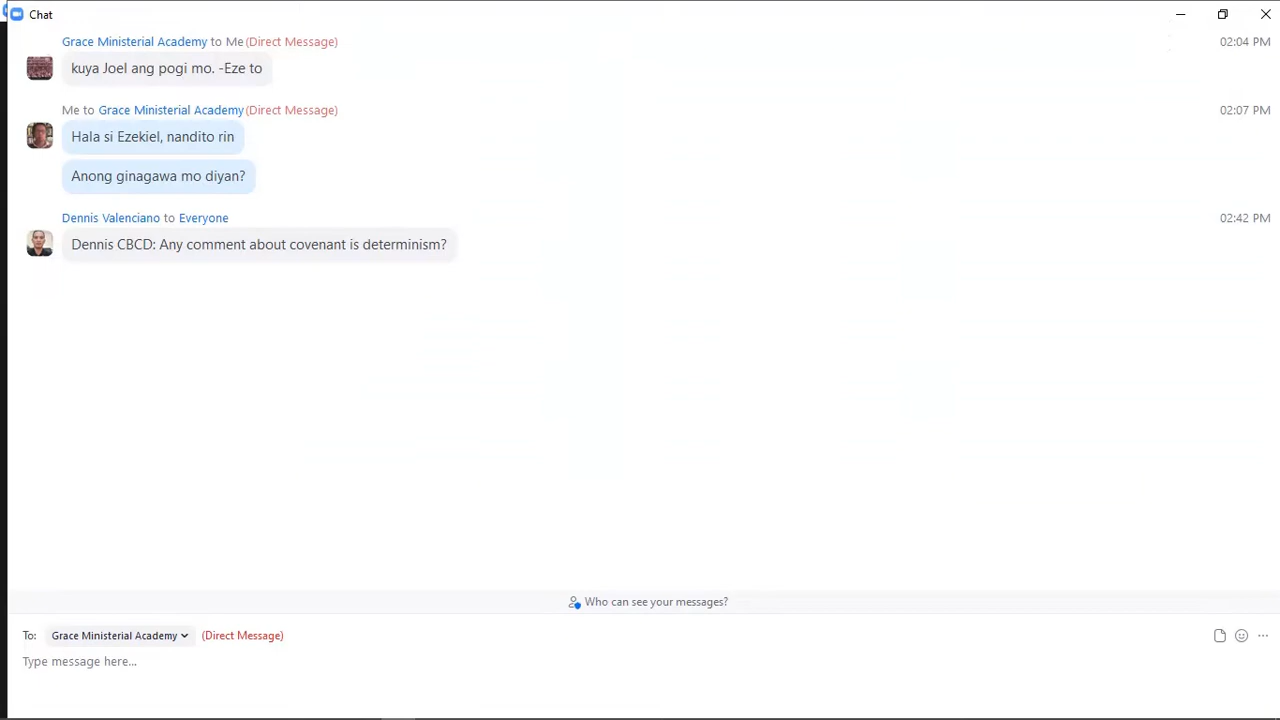 Chat
Grace Ministerial Academy to Me (Direct Message) 02:04 PM
kuya Joel ang pogi mo. -Eze to
Me to Grace Ministerial Academy (Direct Message) 02:07 PM
Hala si Ezekiel, nandito rin
Anong ginagawa mo diyan?
Dennis Valenciano to Everyone 02:42 PM
Dennis CBCD: Any comment about covenant is determinism?
Who can see your messages?
To: Grace Ministerial Academy (Direct Message)
Type message here...